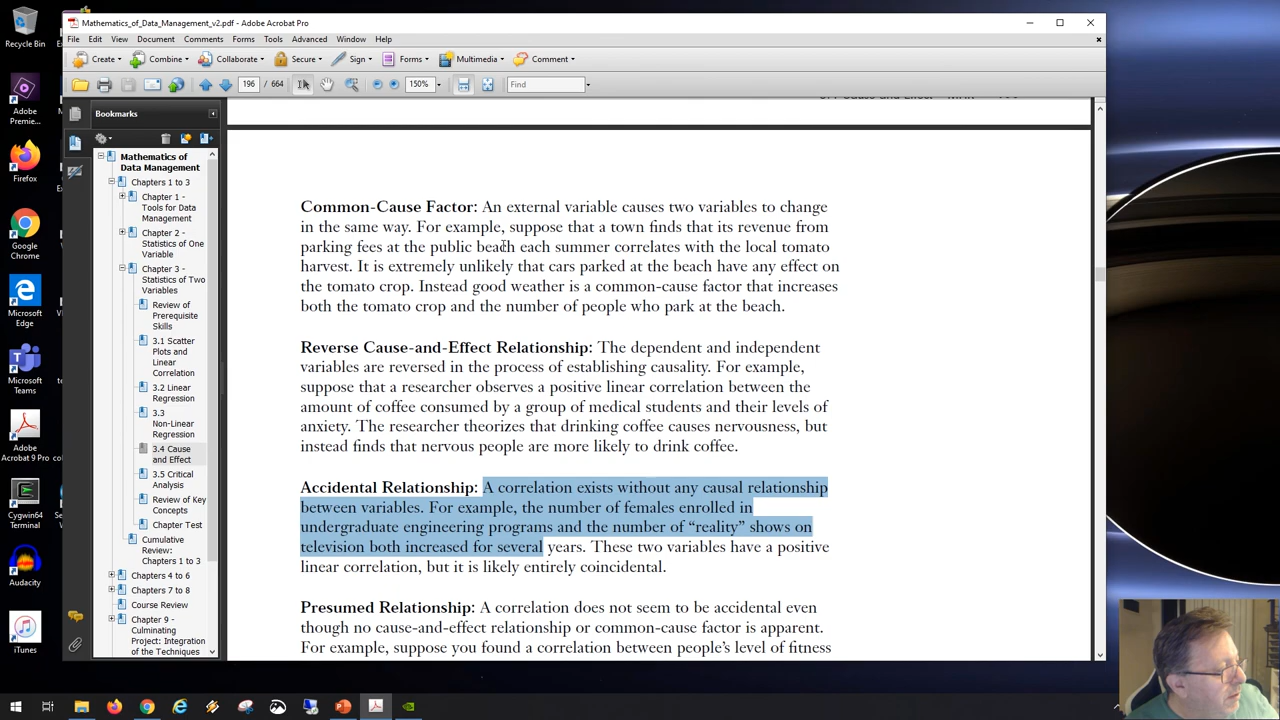 Mathematics_of_Data_Management_v2.pdf - Adobe Acrobat Pro
File Edit View Document Comments Forms Tools Advanced Window Help
Create Combine Collaborate Secure Sign Forms Multimedia Comment
196 / 664 150% Find
Bookmarks
Mathematics of
Data Management
Chapters 1 to 3
Chapter 1 -
Tools for Data
Management
Chapter 2 -
Statistics of One
Variable
Chapter 3 -
Statistics of Two
Variables
Review of
Prerequisite
Skills
3.1 Scatter
Plots and
Linear
Correlation
3.2 Linear
Regression
3.3
Non-Linear
Regression
3.4 Cause
and Effect
3.5 Critical
Analysis
Review of Key
Concepts
Chapter Test
Cumulative
Review:
Chapters 1 to 3
Chapters 4 to 6
Chapters 7 to 8
Course Review
Chapter 9 -
Culminating
Project: Integration
of the Techniques
Common-Cause Factor: An external variable causes two variables to change
in the same way. For example, suppose that a town finds that its revenue from
parking fees at the public beach each summer correlates with the local tomato
harvest. It is extremely unlikely that cars parked at the beach have any effect on
the tomato crop. Instead good weather is a common-cause factor that increases
both the tomato crop and the number of people who park at the beach.
Reverse Cause-and-Effect Relationship: The dependent and independent
variables are reversed in the process of establishing causality. For example,
suppose that a researcher observes a positive linear correlation between the
amount of coffee consumed by a group of medical students and their levels of
anxiety. The researcher theorizes that drinking coffee causes nervousness, but
instead finds that nervous people are more likely to drink coffee.
Accidental Relationship: A correlation exists without any causal relationship
between variables. For example, the number of females enrolled in
undergraduate engineering programs and the number of “reality” shows on
television both increased for several years. These two variables have a positive
linear correlation, but it is likely entirely coincidental.
Presumed Relationship: A correlation does not seem to be accidental even
though no cause-and-effect relationship or common-cause factor is apparent.
For example, suppose you found a correlation between people’s level of fitness
Recycle Bin
Adobe
Premie...
Firefox
Google
Chrome
Microsoft
Edge
Microsoft
Teams
Adobe
Acrobat 9 Pro
Cygwin64
Terminal
Audacity
iTunes